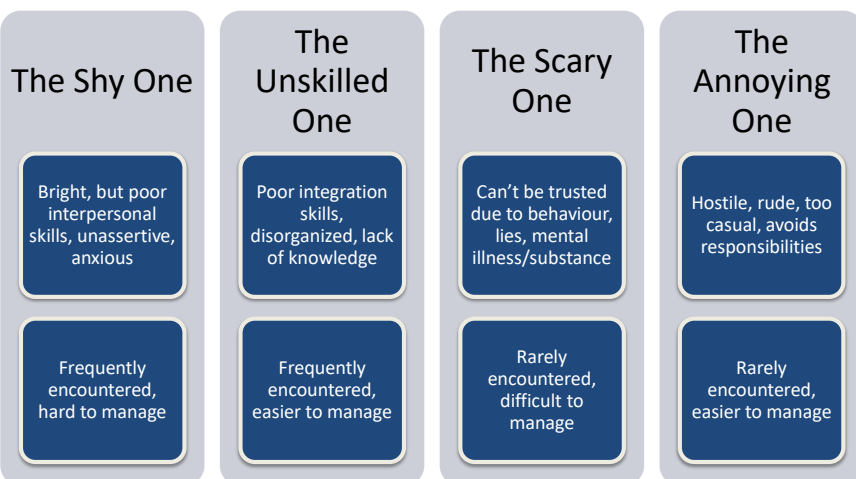 The Shy One
Bright, but poor
interpersonal
skills, unassertive,
anxious
Frequently
encountered,
hard to manage
The
Unskilled
One
Poor integration
skills,
disorganized, lack
of knowledge
Frequently
encountered,
easier to manage
The Scary
One
Can't be trusted
due to behaviour,
lies, mental
illness/substance
Rarely
encountered,
difficult to
manage
The
Annoying
One
Hostile, rude, too
casual, avoids
responsibilities
Rarely
encountered,
easier to manage